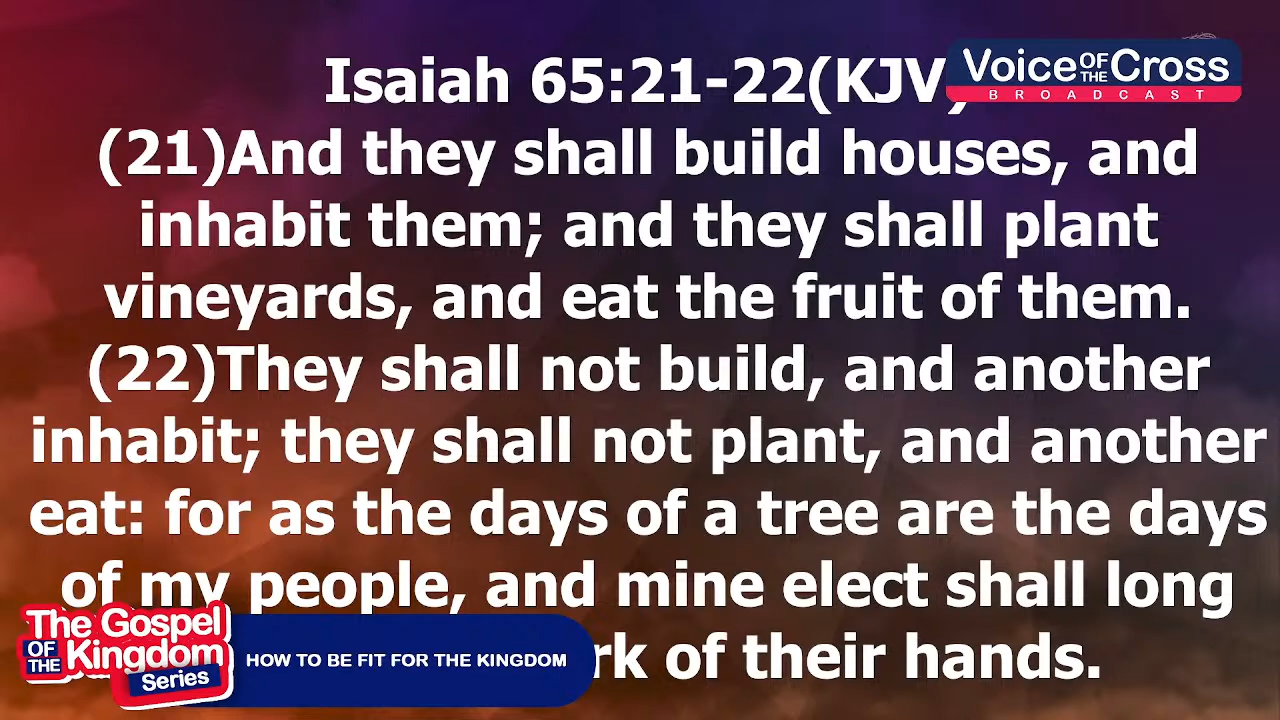 Isaiah 65:21-22(KJV)
Voice OF THE Cross
BROADCAST
(21)And they shall build houses, and
inhabit them; and they shall plant
vineyards, and eat the fruit of them.
(22)They shall not build, and another
inhabit; they shall not plant, and another
eat: for as the days of a tree are the days
of my people, and mine elect shall long
rk of their hands.
The Gospel
OF THE Kingdom
Series
HOW TO BE FIT FOR THE KINGDOM